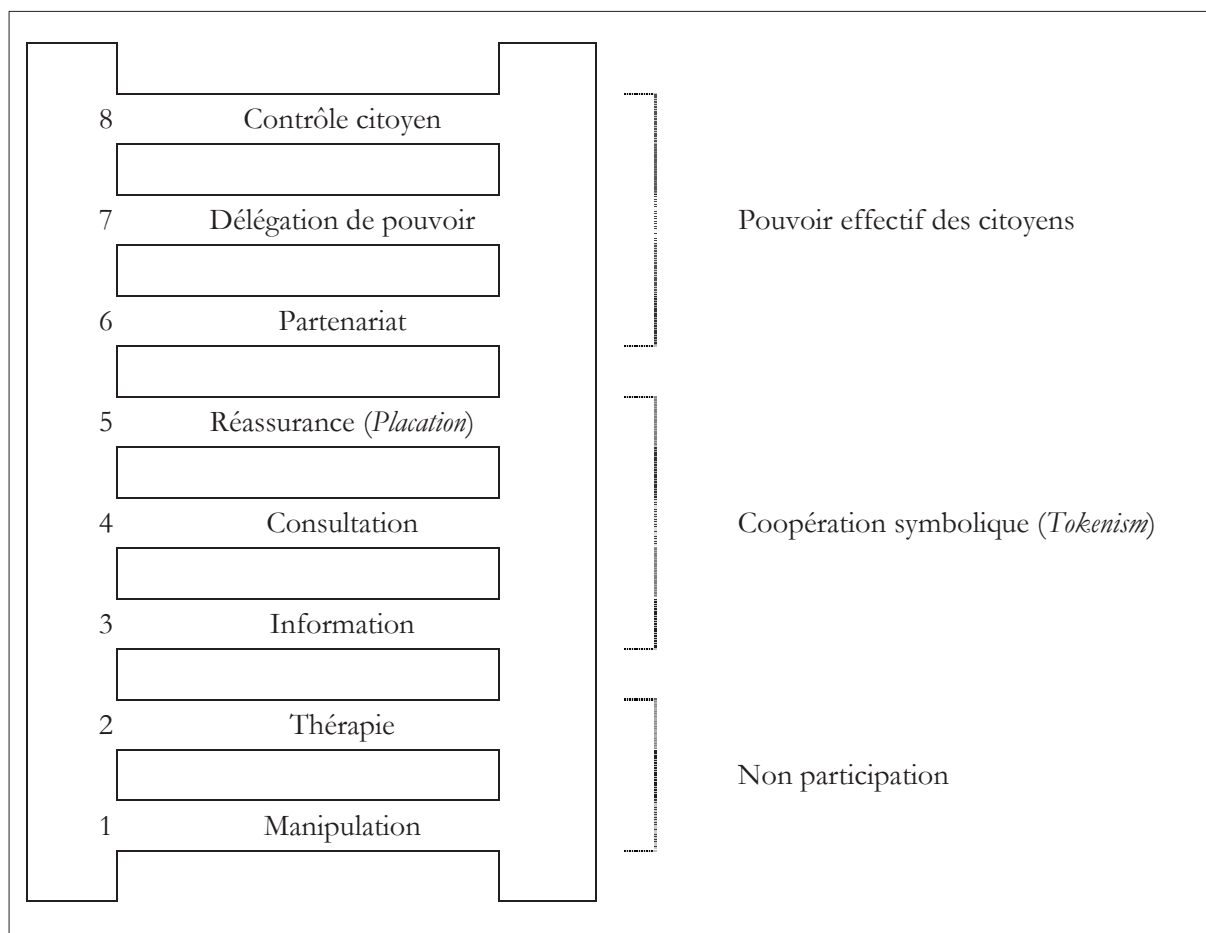 8 Contrôle citoyen
7 Délégation de pouvoir
Pouvoir effectif des citoyens
6 Partenariat
5 Réassurance (Placation)
4 Consultation
Coopération symbolique (Tokenism)
3 Information
2 Thérapie
Non participation
1 Manipulation